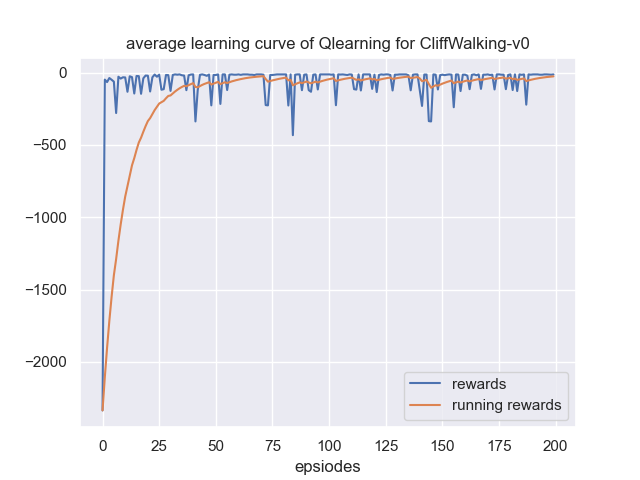 average learning curve of Qlearning for CliffWalking-v0
0
−500
−1000
−1500
−2000
0 25 50 75 100 125 150 175 200
epsiodes
rewards
running rewards